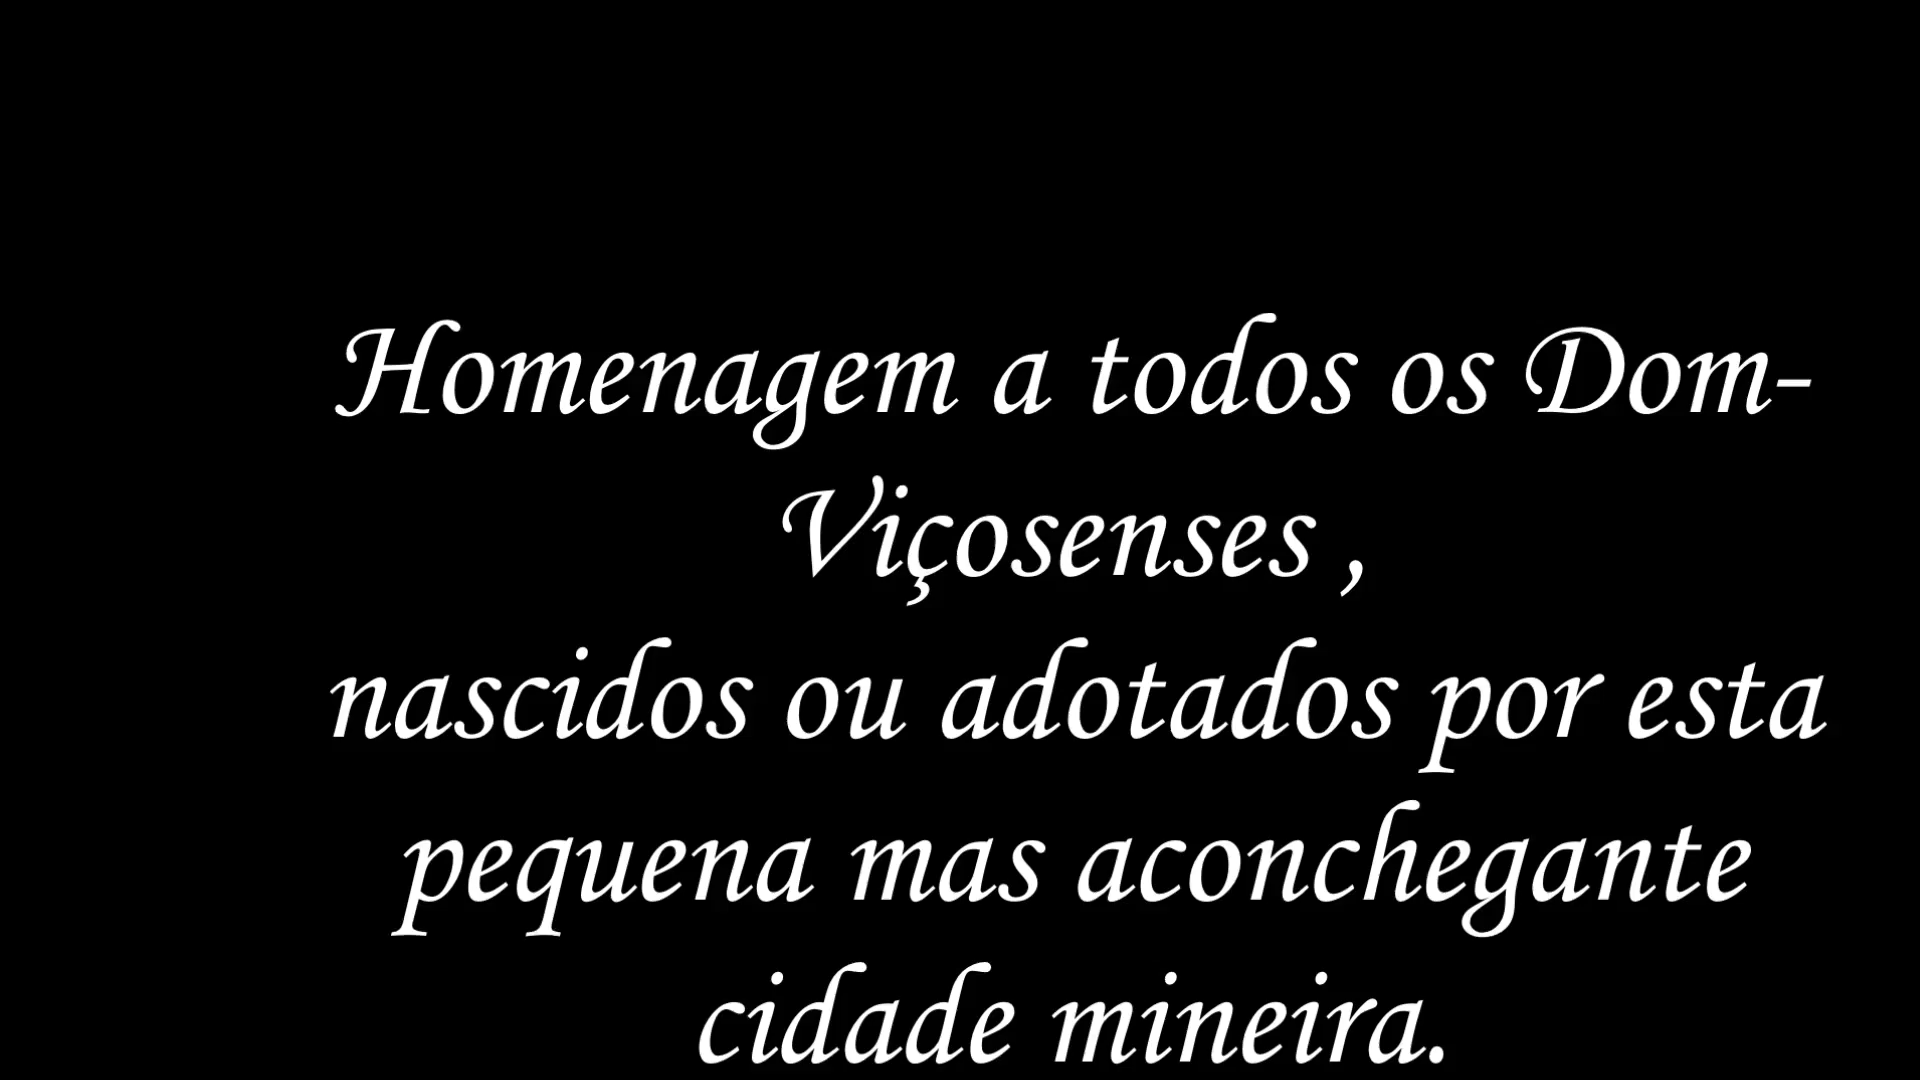 Homenagem a todos os Dom-
Viçosenses ,
nascidos ou adotados por esta
pequena mas aconchegante
cidade mineira.